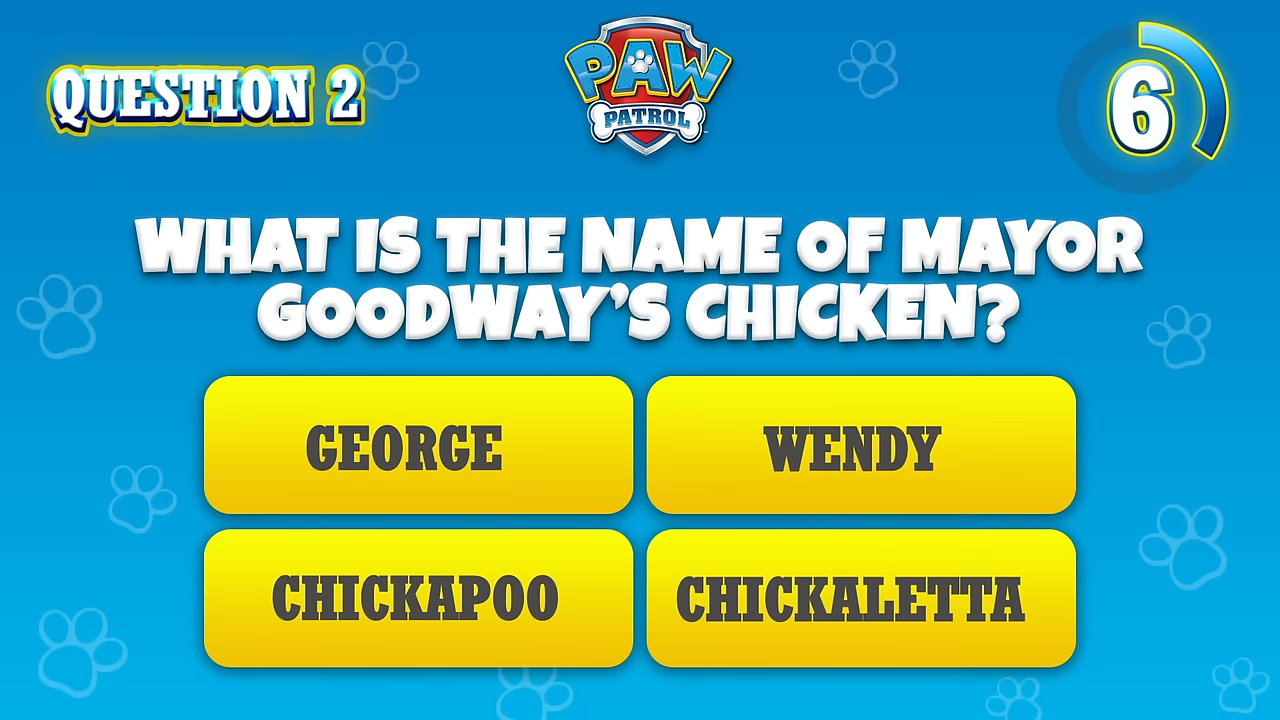 QUESTION 2
PAW
PATROL
6
WHAT IS THE NAME OF MAYOR
GOODWAY'S CHICKEN?
GEORGE
WENDY
CHICKAPOO
CHICKALETTA